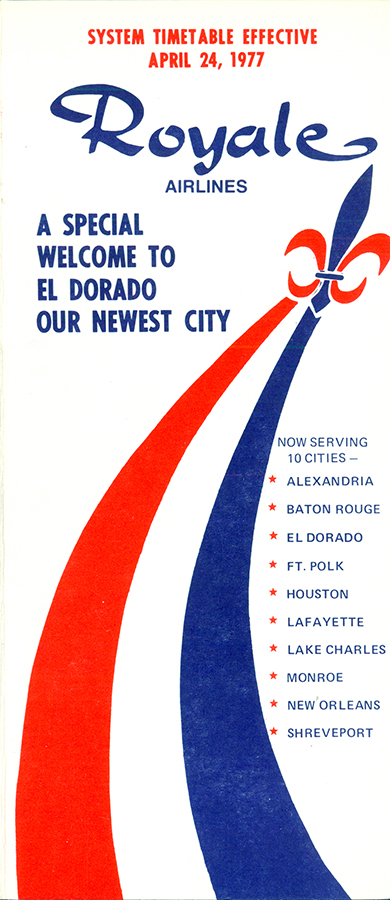 SYSTEM TIMETABLE EFFECTIVE
APRIL 24, 1977
Royale
AIRLINES
A SPECIAL
WELCOME TO
EL DORADO
OUR NEWEST CITY
NOW SERVING
10 CITIES –
★ ALEXANDRIA
★ BATON ROUGE
★ EL DORADO
★ FT. POLK
★ HOUSTON
★ LAFAYETTE
★ LAKE CHARLES
★ MONROE
★ NEW ORLEANS
★ SHREVEPORT